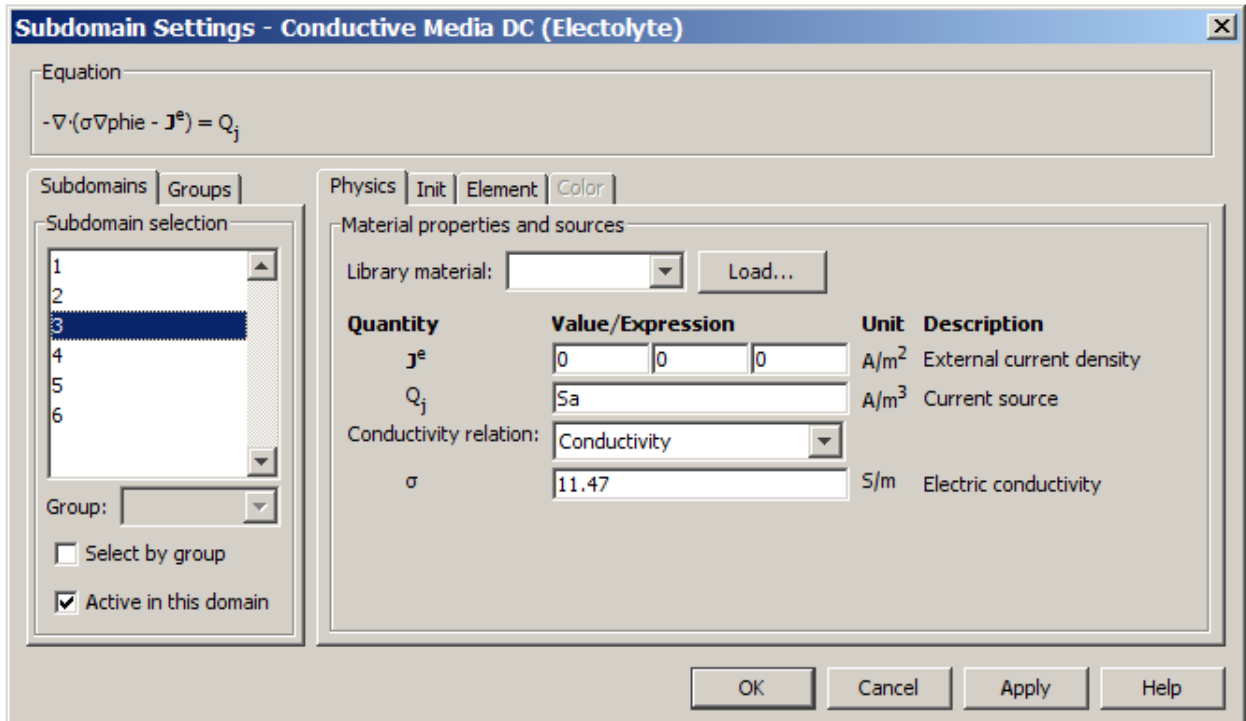 Subdomain Settings - Conductive Media DC (Electolyte)
Equation
-∇·(σ∇phie - Jᵉ) = Qⱼ
Subdomains Groups
Subdomain selection
1
2
3
4
5
6
Group:
Select by group
Active in this domain
Physics Init Element Color
Material properties and sources
Library material: Load...
Quantity Value/Expression Unit Description
Jᵉ 0 0 0 A/m² External current density
Qⱼ Sa A/m³ Current source
Conductivity relation: Conductivity
σ 11.47 S/m Electric conductivity
OK Cancel Apply Help